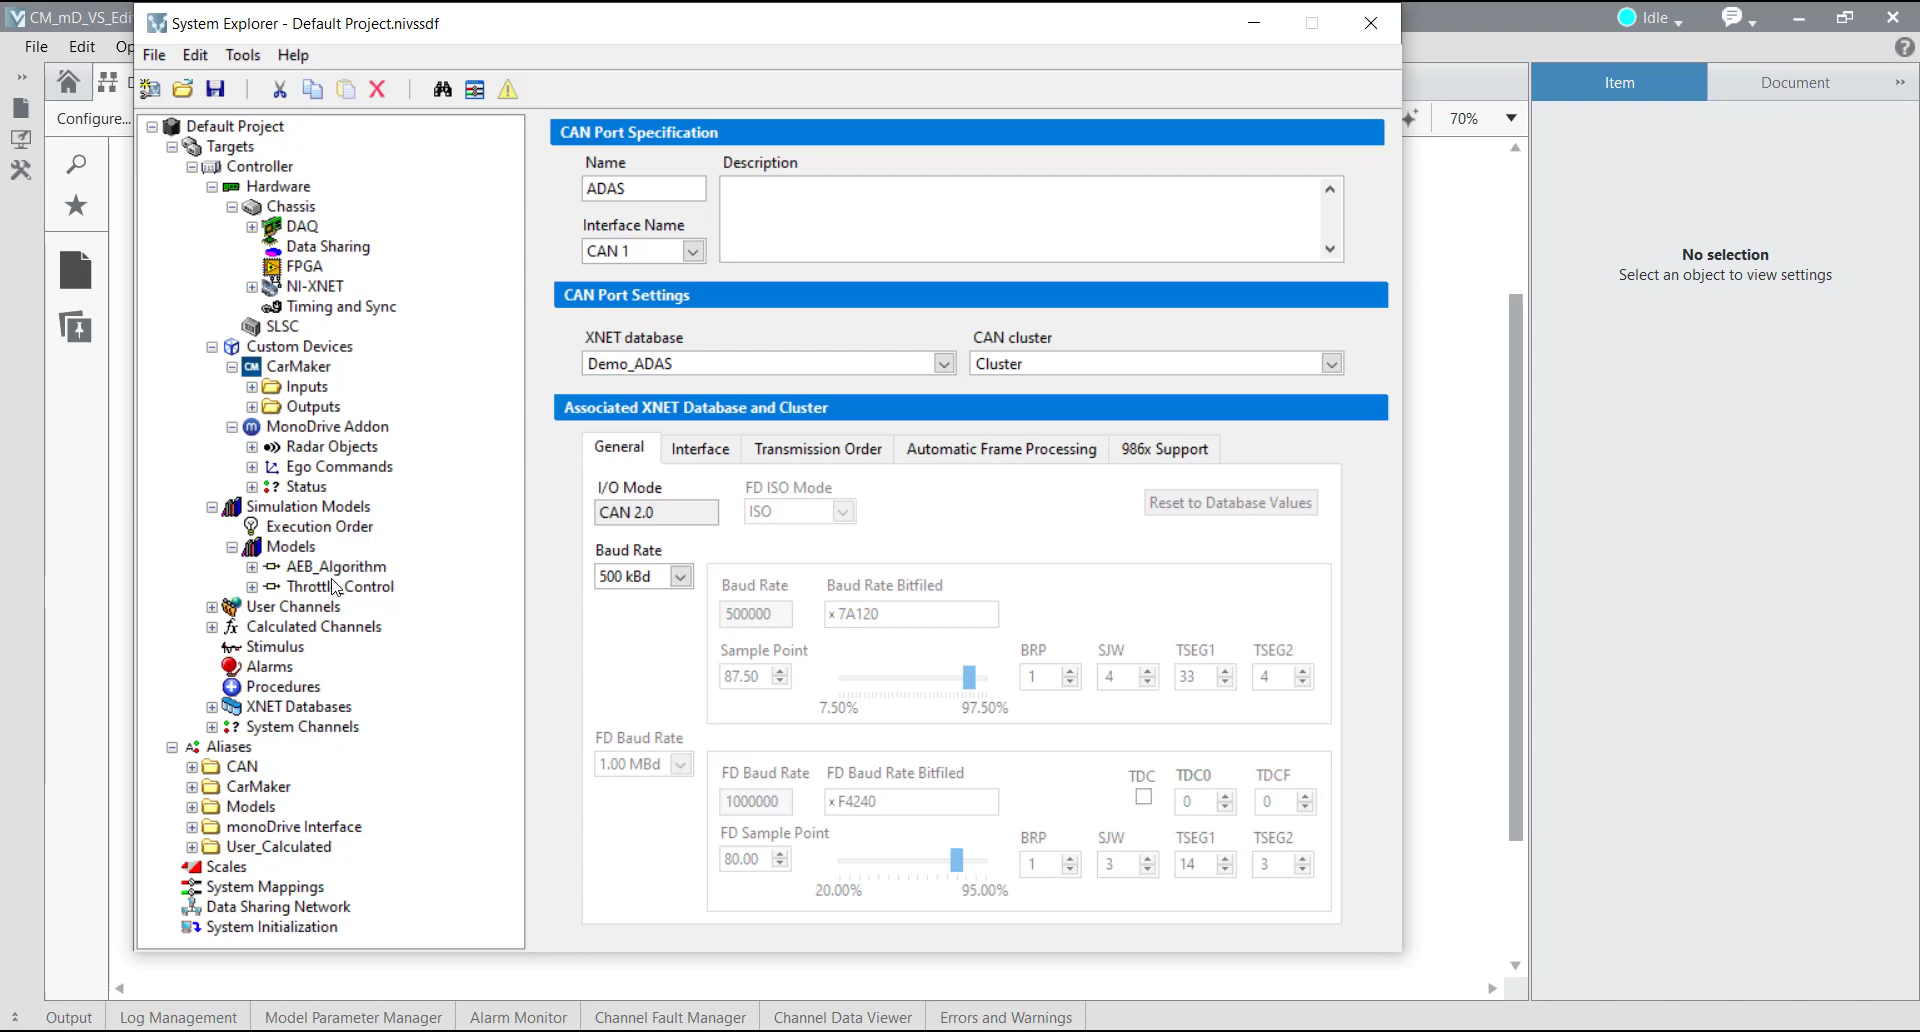 CM_mD_VS_Edi
System Explorer - Default Project.nivssdf
Idle
File Edit Op
File Edit Tools Help
D
Configure...
70%
Item
Document
No selection
Select an object to view settings
Default Project
Targets
Controller
Hardware
Chassis
DAQ
Data Sharing
FPGA
NI-XNET
Timing and Sync
SLSC
Custom Devices
CM CarMaker
Inputs
Outputs
m MonoDrive Addon
Radar Objects
Ego Commands
Status
Simulation Models
Execution Order
Models
AEB_Algorithm
Throttle_Control
User Channels
fx Calculated Channels
Stimulus
Alarms
Procedures
XNET Databases
System Channels
Aliases
CAN
CarMaker
Models
monoDrive Interface
User_Calculated
Scales
System Mappings
Data Sharing Network
System Initialization
CAN Port Specification
Name
Description
ADAS
Interface Name
CAN 1
CAN Port Settings
XNET database
CAN cluster
Demo_ADAS
Cluster
Associated XNET Database and Cluster
General Interface Transmission Order Automatic Frame Processing 986x Support
I/O Mode
FD ISO Mode
CAN 2.0
ISO
Reset to Database Values
Baud Rate
500 kBd
Baud Rate
Baud Rate Bitfiled
500000
x 7A120
Sample Point
BRP SJW TSEG1 TSEG2
87.50
1 4 33 4
7.50% 97.50%
FD Baud Rate
1.00 MBd
FD Baud Rate
FD Baud Rate Bitfiled
TDC TDC0 TDCF
1000000
x F4240
0 0
FD Sample Point
BRP SJW TSEG1 TSEG2
80.00
1 3 14 3
20.00% 95.00%
Output Log Management Model Parameter Manager Alarm Monitor Channel Fault Manager Channel Data Viewer Errors and Warnings